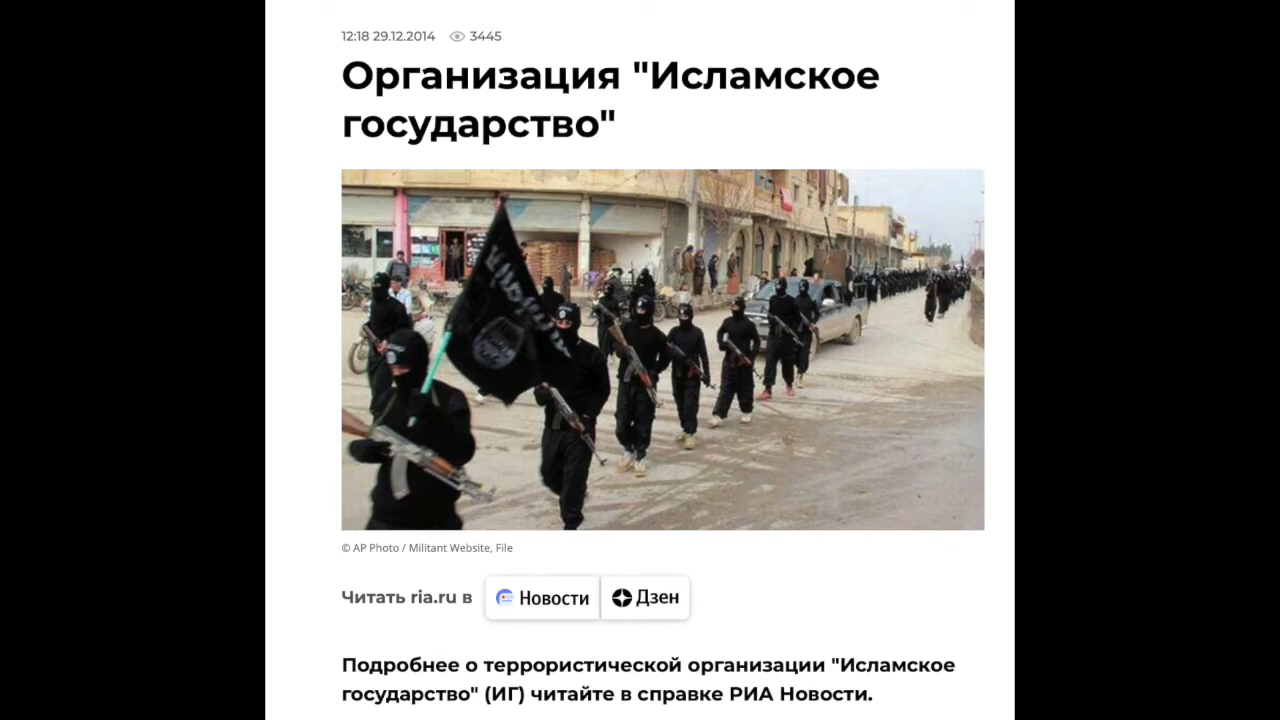 12:18 29.12.2014 3445
Организация "Исламское
государство"
© AP Photo / Militant Website, File
Читать ria.ru в Новости Дзен
Подробнее о террористической организации "Исламское
государство" (ИГ) читайте в справке РИА Новости.